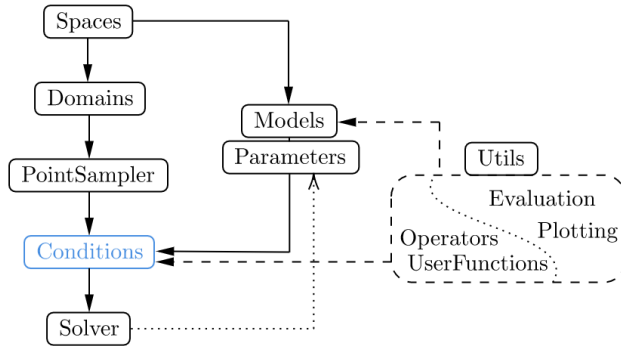 Spaces
Domains
Models
Parameters
PointSampler
Utils
Evaluation
Plotting
Operators
UserFunctions
Conditions
Solver